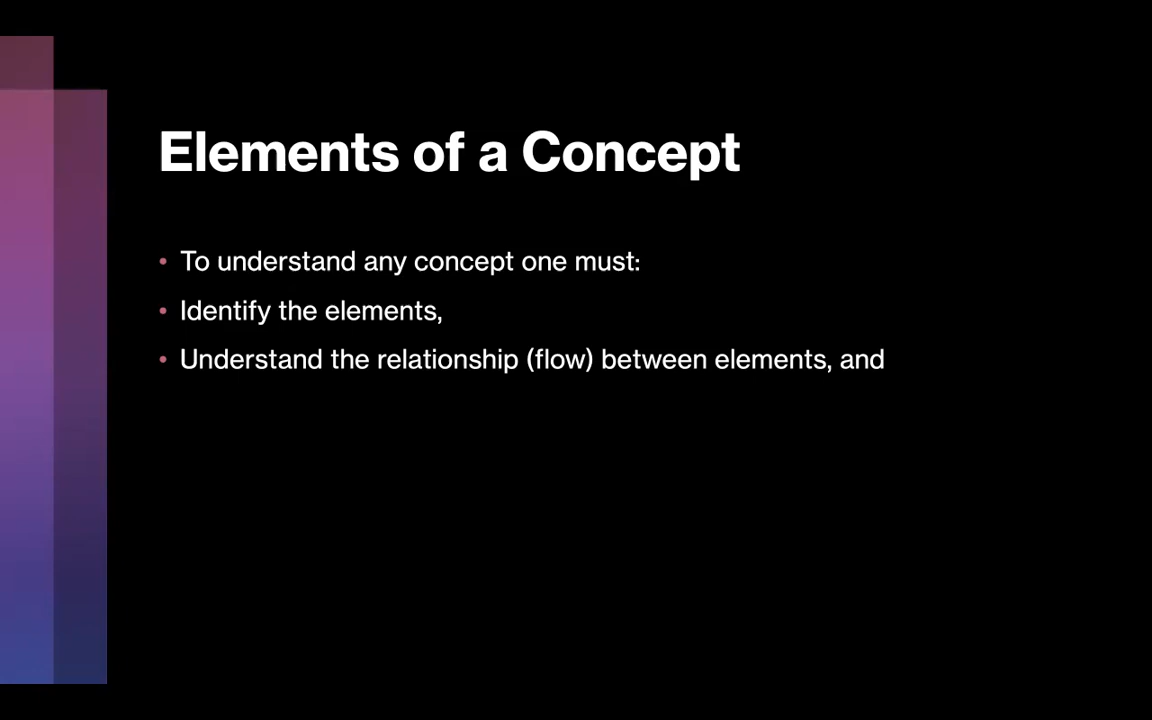 Elements of a Concept
• To understand any concept one must:
• Identify the elements,
• Understand the relationship (flow) between elements, and